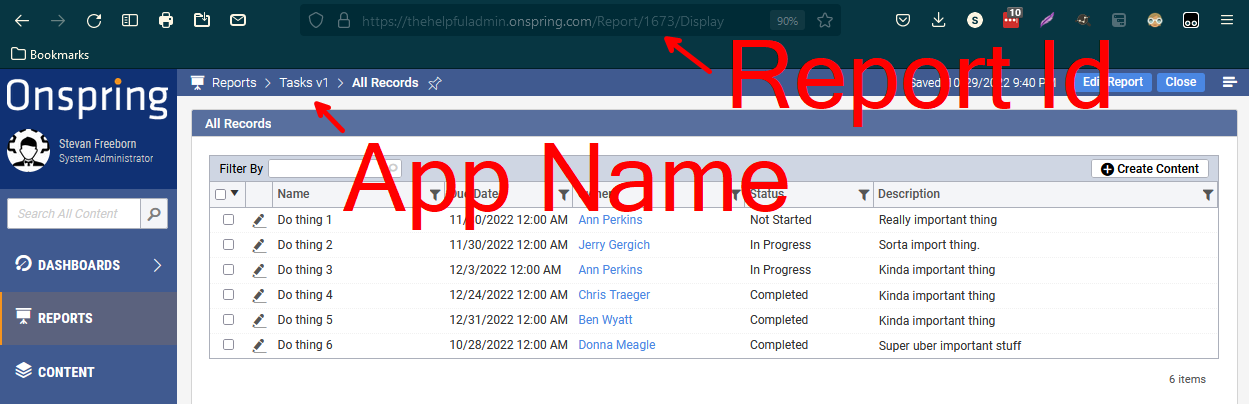 https://thehelpfuladmin.onspring.com/Report/1673/Display 90% S 10
Bookmarks
Onspring
Stevan Freeborn
System Administrator
Search All Content
DASHBOARDS
REPORTS
CONTENT
Reports > Tasks v1 > All Records
Saved 10/29/2022 9:40 PM Edit Report Close
Report Id
App Name
All Records
Filter By Create Content
Name Due Date Owner Status Description
Do thing 1 11/30/2022 12:00 AM Ann Perkins Not Started Really important thing
Do thing 2 11/30/2022 12:00 AM Jerry Gergich In Progress Sorta import thing.
Do thing 3 12/3/2022 12:00 AM Ann Perkins In Progress Kinda important thing
Do thing 4 12/24/2022 12:00 AM Chris Traeger Completed Kinda important thing
Do thing 5 12/31/2022 12:00 AM Ben Wyatt Completed Kinda important thing
Do thing 6 10/28/2022 12:00 AM Donna Meagle Completed Super uber important stuff
6 items